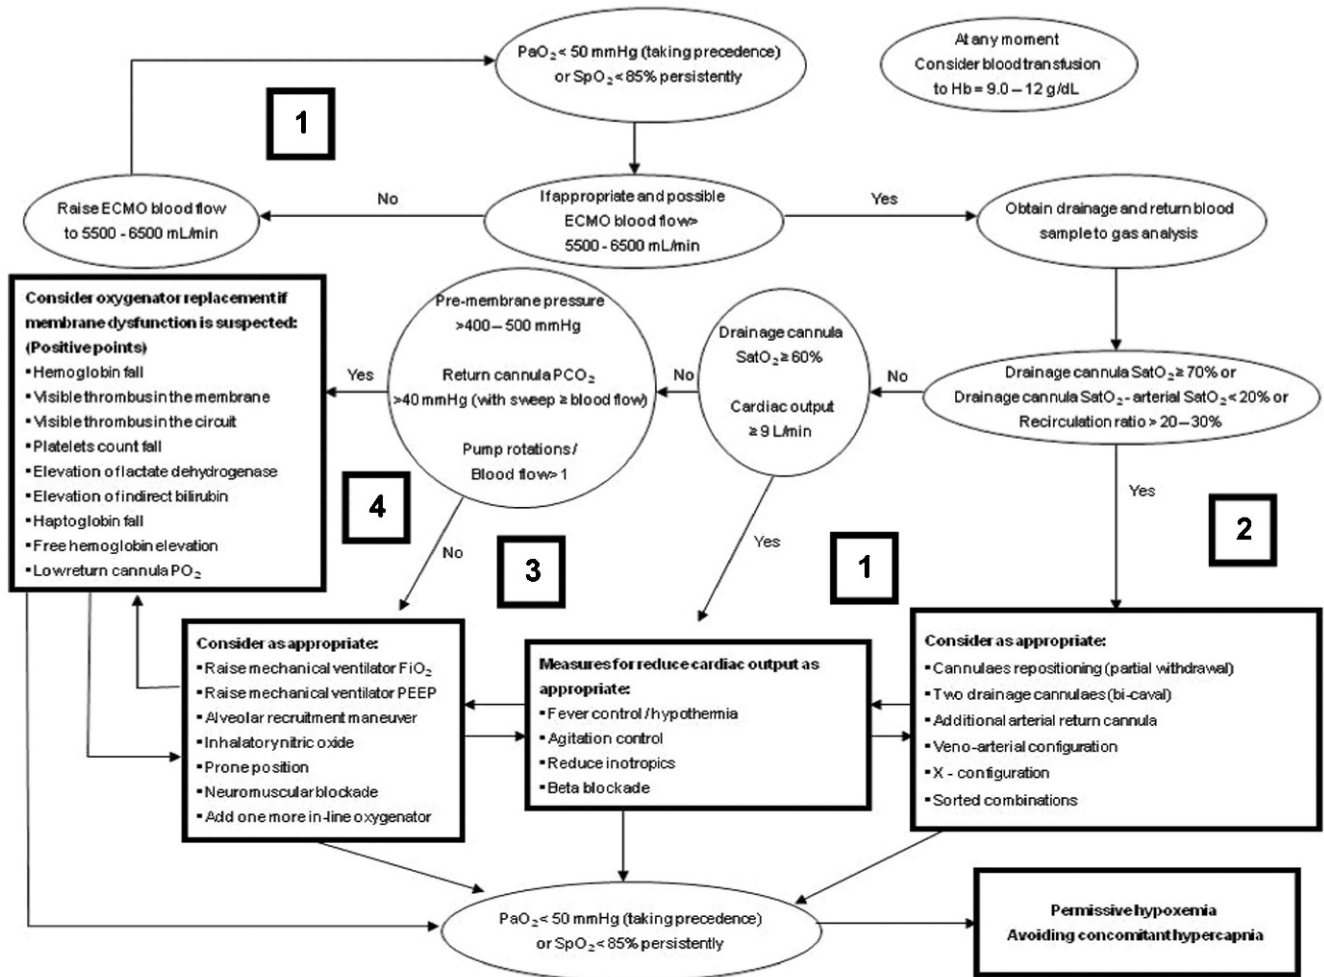 PaO₂ < 50 mmHg (taking precedence)
or SpO₂ < 85% persistently
At any moment
Consider blood transfusion
to Hb = 9.0 – 12 g/dL
1
Raise ECMO blood flow
to 5500 - 6500 mL/min
No
If appropriate and possible
ECMO blood flow>
5500 - 6500 mL/min
Yes
Obtain drainage and return blood
sample to gas analysis
Consider oxygenator replacement if
membrane dysfunction is suspected:
(Positive points)
▪ Hemoglobin fall
▪ Visible thrombus in the membrane
▪ Visible thrombus in the circuit
▪ Platelets count fall
▪ Elevation of lactate dehydrogenase
▪ Elevation of indirect bilirubin
▪ Haptoglobin fall
▪ Free hemoglobin elevation
▪ Low return cannula PO₂
Yes
Pre-membrane pressure
>400 – 500 mmHg
Return cannula PCO₂
>40 mmHg (with sweep ≥ blood flow)
Pump rotations /
Blood flow> 1
No
Drainage cannula
SatO₂ ≥ 60%
Cardiac output
≥ 9 L/min
No
Drainage cannula SatO₂ ≥ 70% or
Drainage cannula SatO₂ - arterial SatO₂ < 20% or
Recirculation ratio > 20 – 30%
4
No
3
Yes
1
Yes
2
Consider as appropriate:
▪ Raise mechanical ventilator FiO₂
▪ Raise mechanical ventilator PEEP
▪ Alveolar recruitment maneuver
▪ Inhalatory nitric oxide
▪ Prone position
▪ Neuromuscular blockade
▪ Add one more in-line oxygenator
Measures for reduce cardiac output as
appropriate:
▪ Fever control / hypothermia
▪ Agitation control
▪ Reduce inotropics
▪ Beta blockade
Consider as appropriate:
▪ Cannulaes repositioning (partial withdrawal)
▪ Two drainage cannulaes (bi-caval)
▪ Additional arterial return cannula
▪ Veno-arterial configuration
▪ X - configuration
▪ Sorted combinations
PaO₂ < 50 mmHg (taking precedence)
or SpO₂ < 85% persistently
Permissive hypoxemia
Avoiding concomitant hypercapnia